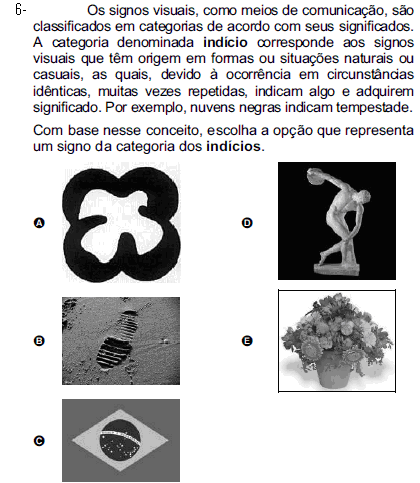 6- Os signos visuais, como meios de comunicação, são
classificados em categorias de acordo com seus significados.
A categoria denominada indício corresponde aos signos
visuais que têm origem em formas ou situações naturais ou
casuais, as quais, devido à ocorrência em circunstâncias
idênticas, muitas vezes repetidas, indicam algo e adquirem
significado. Por exemplo, nuvens negras indicam tempestade.
Com base nesse conceito, escolha a opção que representa
um signo da categoria dos indícios.
A
D
B
E
C